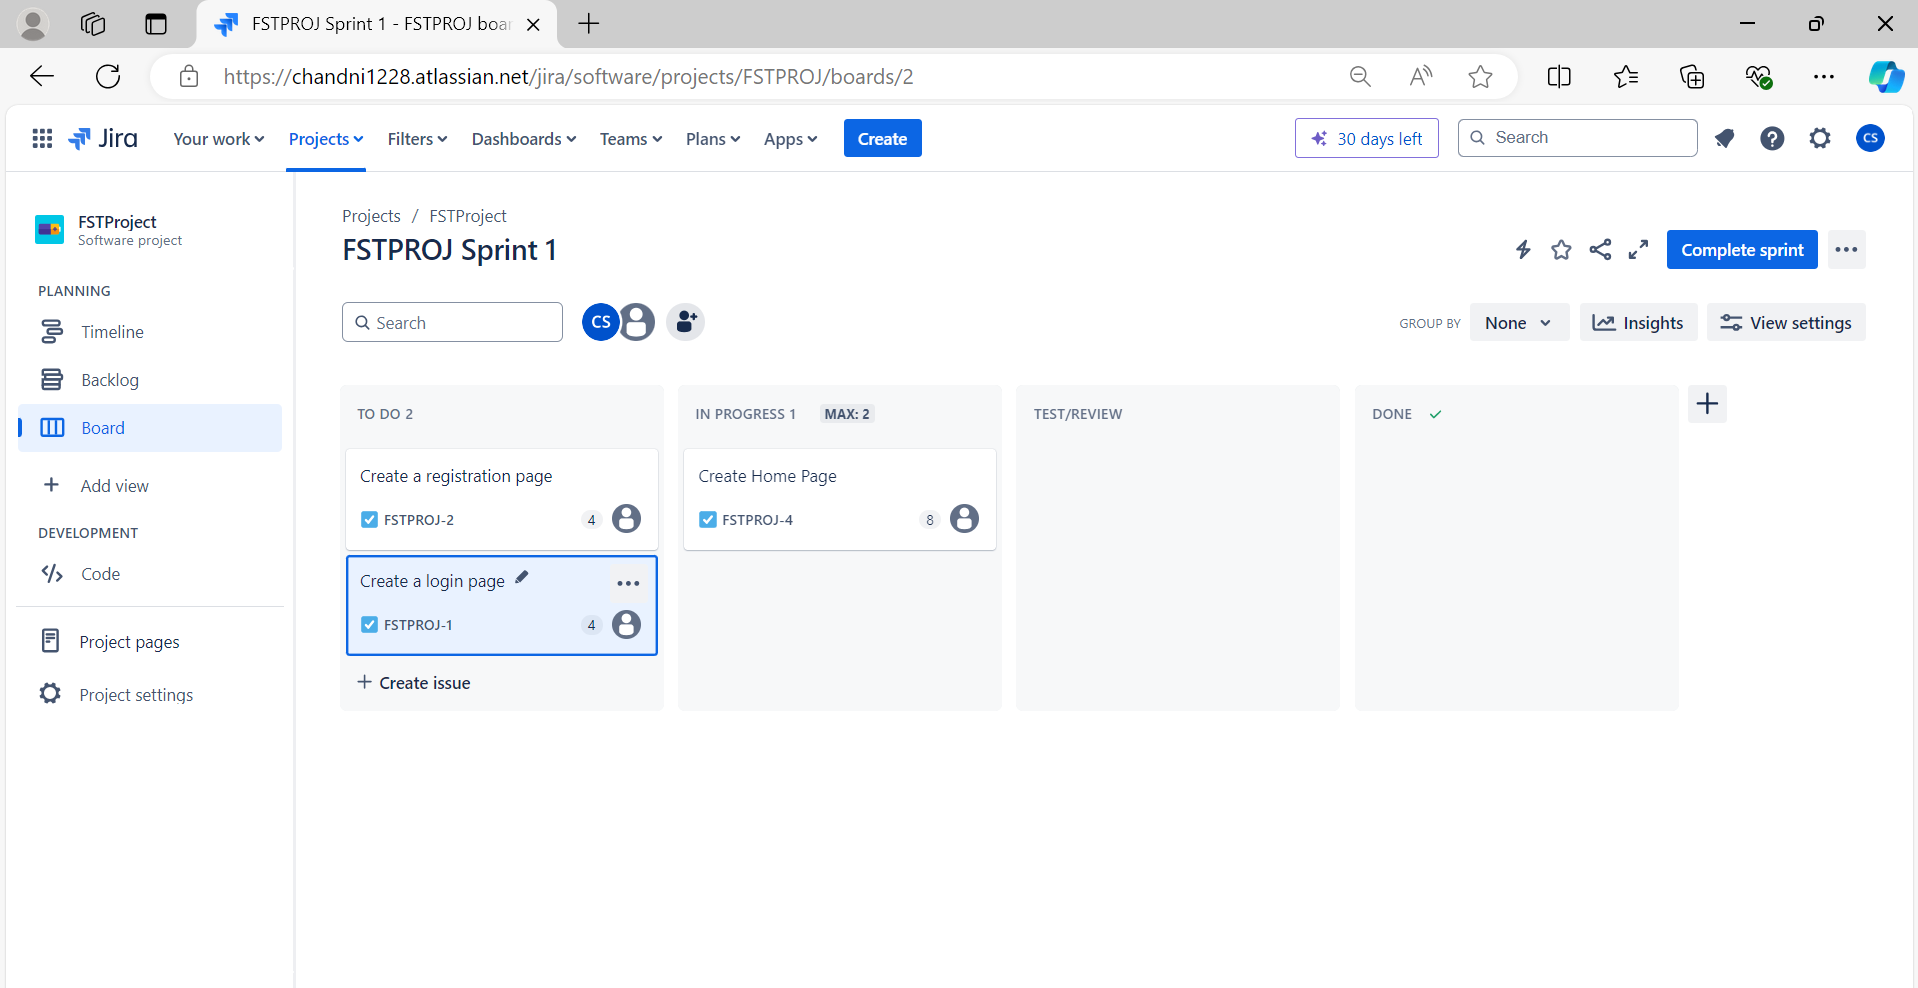 FSTPROJ Sprint 1 - FSTPROJ boar
https://chandni1228.atlassian.net/jira/software/projects/FSTPROJ/boards/2
Jira Your work Projects Filters Dashboards Teams Plans Apps Create 30 days left Search CS
FSTProject
Software project
PLANNING
Timeline
Backlog
Board
Add view
DEVELOPMENT
Code
Project pages
Project settings
Projects / FSTProject
FSTPROJ Sprint 1
Complete sprint
Search CS GROUP BY None Insights View settings
TO DO 2
Create a registration page
FSTPROJ-2 4
Create a login page
FSTPROJ-1 4
+ Create issue
IN PROGRESS 1 MAX: 2
Create Home Page
FSTPROJ-4 8
TEST/REVIEW
DONE